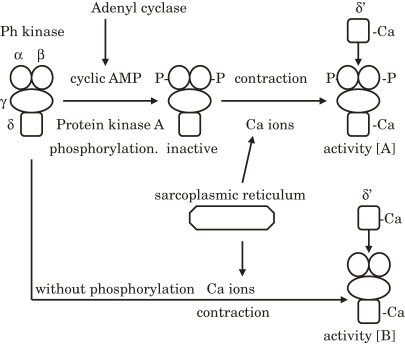 Adenyl cyclase
δ'
Ph kinase
-Ca
α β
P- -P
cyclic AMP
contraction
P- -P
γ
δ
Protein kinase A
Ca ions
-Ca
phosphorylation. inactive
activity [A]
sarcoplasmic reticulum
δ'
-Ca
without phosphorylation Ca ions
contraction
-Ca
activity [B]